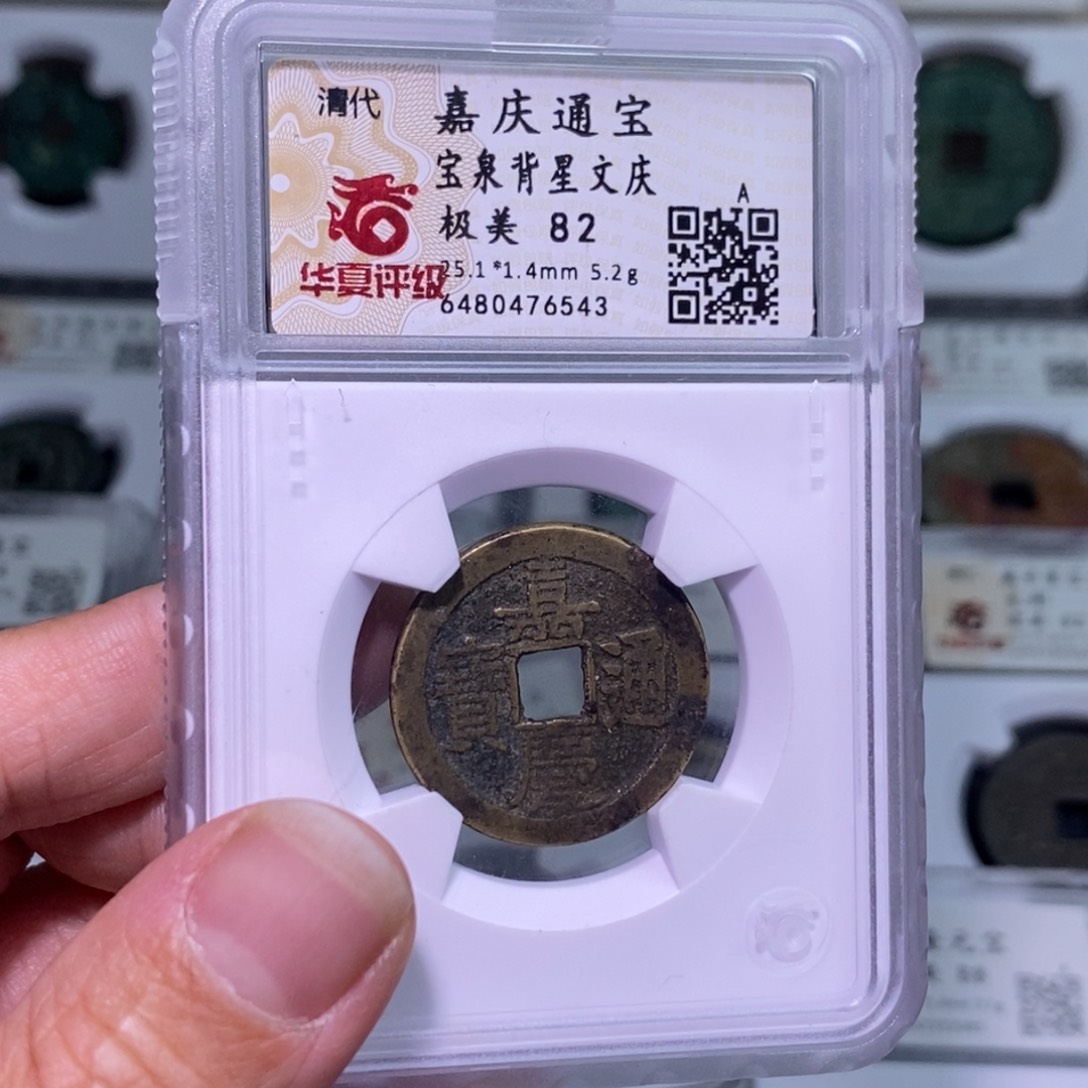 清代
嘉庆通宝
宝泉背星文庆
极美 82
25.1*1.4mm 5.2g
6480476543
A
华夏评级
嘉
通
寶
慶